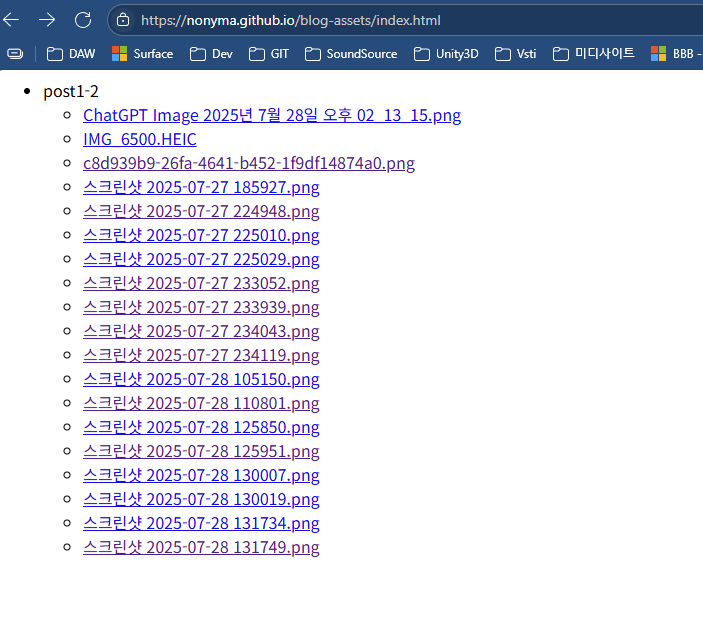 https://nonyma.github.io/blog-assets/index.html
DAW Surface Dev GIT SoundSource Unity3D Vsti 미디사이트 BBB -
post1-2
ChatGPT Image 2025년 7월 28일 오후 02_13_15.png
IMG_6500.HEIC
c8d939b9-26fa-4641-b452-1f9df14874a0.png
스크린샷 2025-07-27 185927.png
스크린샷 2025-07-27 224948.png
스크린샷 2025-07-27 225010.png
스크린샷 2025-07-27 225029.png
스크린샷 2025-07-27 233052.png
스크린샷 2025-07-27 233939.png
스크린샷 2025-07-27 234043.png
스크린샷 2025-07-27 234119.png
스크린샷 2025-07-28 105150.png
스크린샷 2025-07-28 110801.png
스크린샷 2025-07-28 125850.png
스크린샷 2025-07-28 125951.png
스크린샷 2025-07-28 130007.png
스크린샷 2025-07-28 130019.png
스크린샷 2025-07-28 131734.png
스크린샷 2025-07-28 131749.png